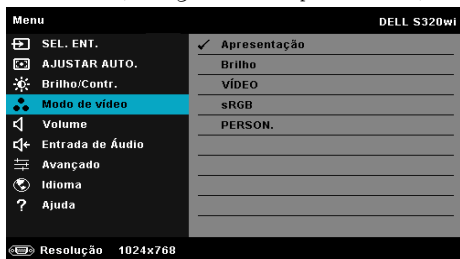 Menu DELL S320wi
SEL. ENT.
AJUSTAR AUTO.
Brilho/Contr.
Modo de vídeo
Volume
Entrada de Áudio
Avançado
Idioma
? Ajuda
✓ Apresentação
Brilho
VÍDEO
sRGB
PERSON.
Resolução 1024x768